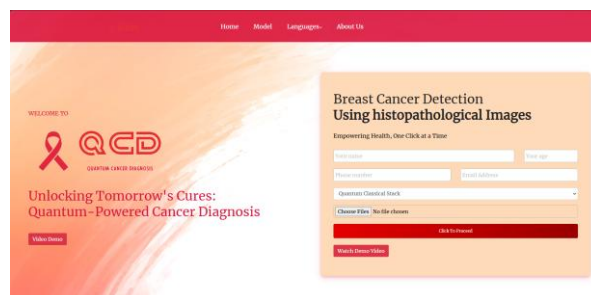 Home Model Languages About Us
WELCOME TO
QCD
QUANTUM CANCER DIAGNOSIS
Unlocking Tomorrow's Cures:
Quantum-Powered Cancer Diagnosis
Video Demo
Breast Cancer Detection
Using histopathological Images
Empowering Health, One Click at a Time
Your name Your age
Phone number Email Address
Quantum Classical Stack
Choose Files No file chosen
Click To Proceed
Watch Demo Video